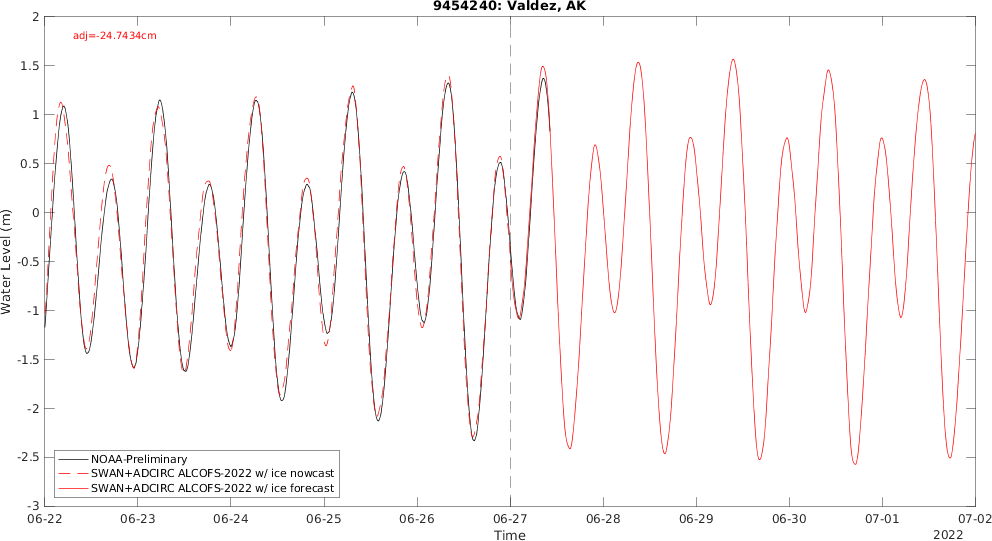 9454240: Valdez, AK
adj=-24.7434cm
2
1.5
1
0.5
0
-0.5
-1
-1.5
-2
-2.5
-3
Water Level (m)
NOAA-Preliminary
SWAN+ADCIRC ALCOFS-2022 w/ ice nowcast
SWAN+ADCIRC ALCOFS-2022 w/ ice forecast
06-22 06-23 06-24 06-25 06-26 06-27 06-28 06-29 06-30 07-01 07-02
Time
2022